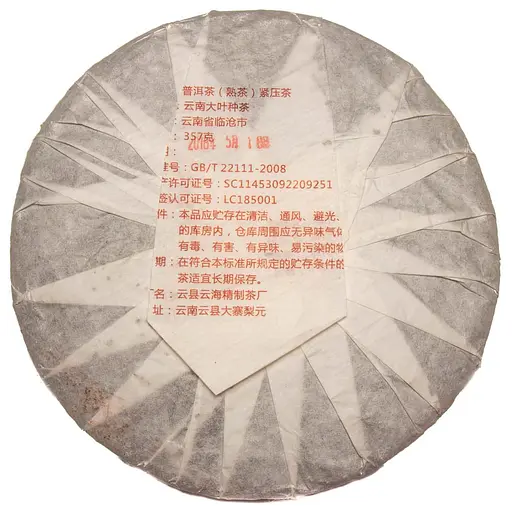 普洱茶（熟茶）紧压茶
：云南大叶种茶
：云南省临沧市
：357克
：
号：GB/T 22111-2008
许可证号：SC11453092209251
认可证号：LC185001
件：本品应贮存在清洁、通风、避光、
的库房内，仓库周围应无异味气体
有毒、有害、有异味、易污染的物
期：在符合本标准所规定的贮存条件的
茶适宜长期保存。
名：云县云海精制茶厂
址：云南云县大寨梨元